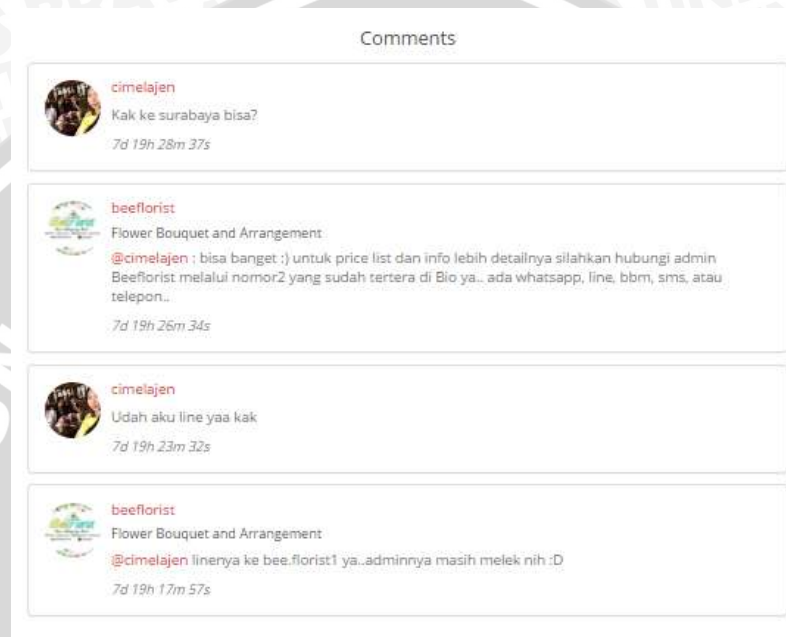 Comments
cimelajen
Kak ke surabaya bisa?
7d 19h 28m 37s
beeflorist
Flower Bouquet and Arrangement
@cimelajen : bisa banget :) untuk price list dan info lebih detailnya silahkan hubungi admin
Beeflorist melalui nomor2 yang sudah tertera di Bio ya.. ada whatsapp, line, bbm, sms, atau
telepon..
7d 19h 26m 34s
cimelajen
Udah aku line yaa kak
7d 19h 23m 32s
beeflorist
Flower Bouquet and Arrangement
@cimelajen linenya ke bee.florist1 ya..adminnya masih melek nih :D
7d 19h 17m 57s